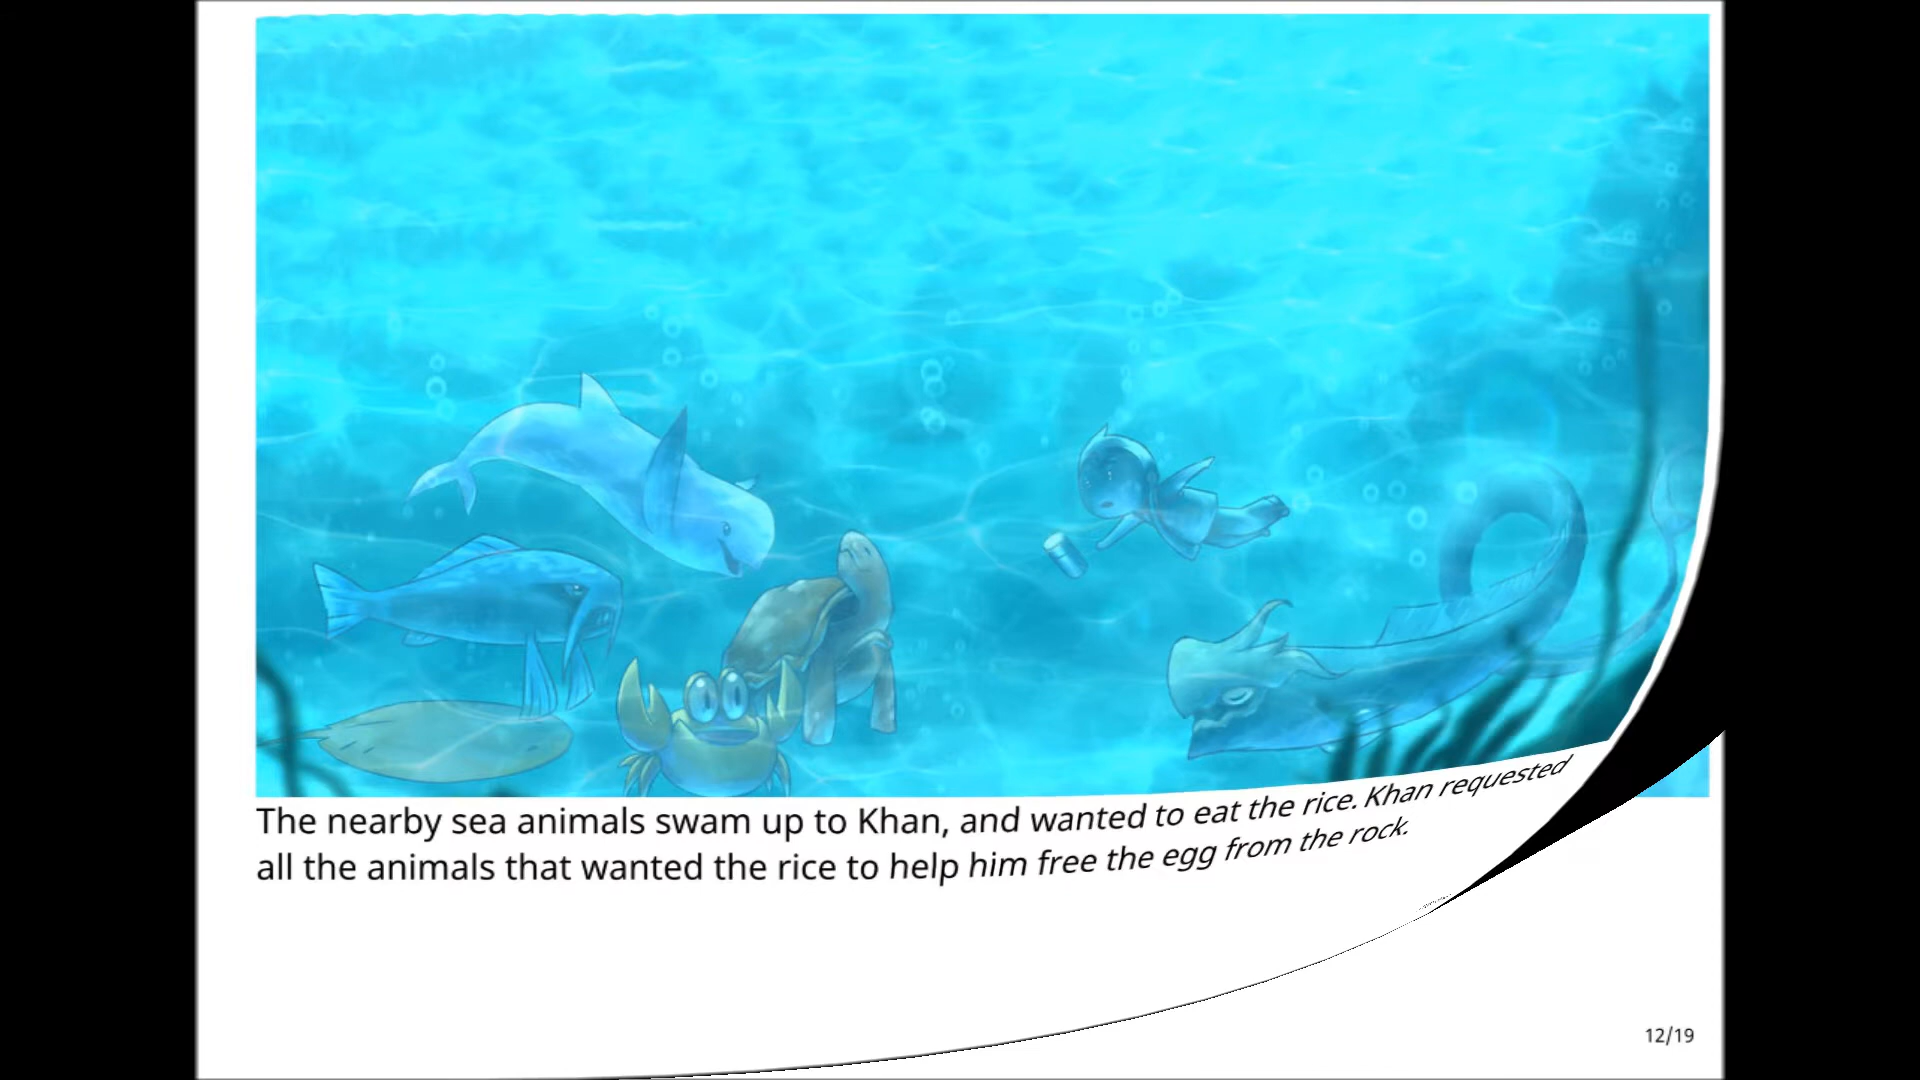 The nearby sea animals swam up to Khan, and wanted to eat the rice. Khan requested
all the animals that wanted the rice to help him free the egg from the rock.
12/19